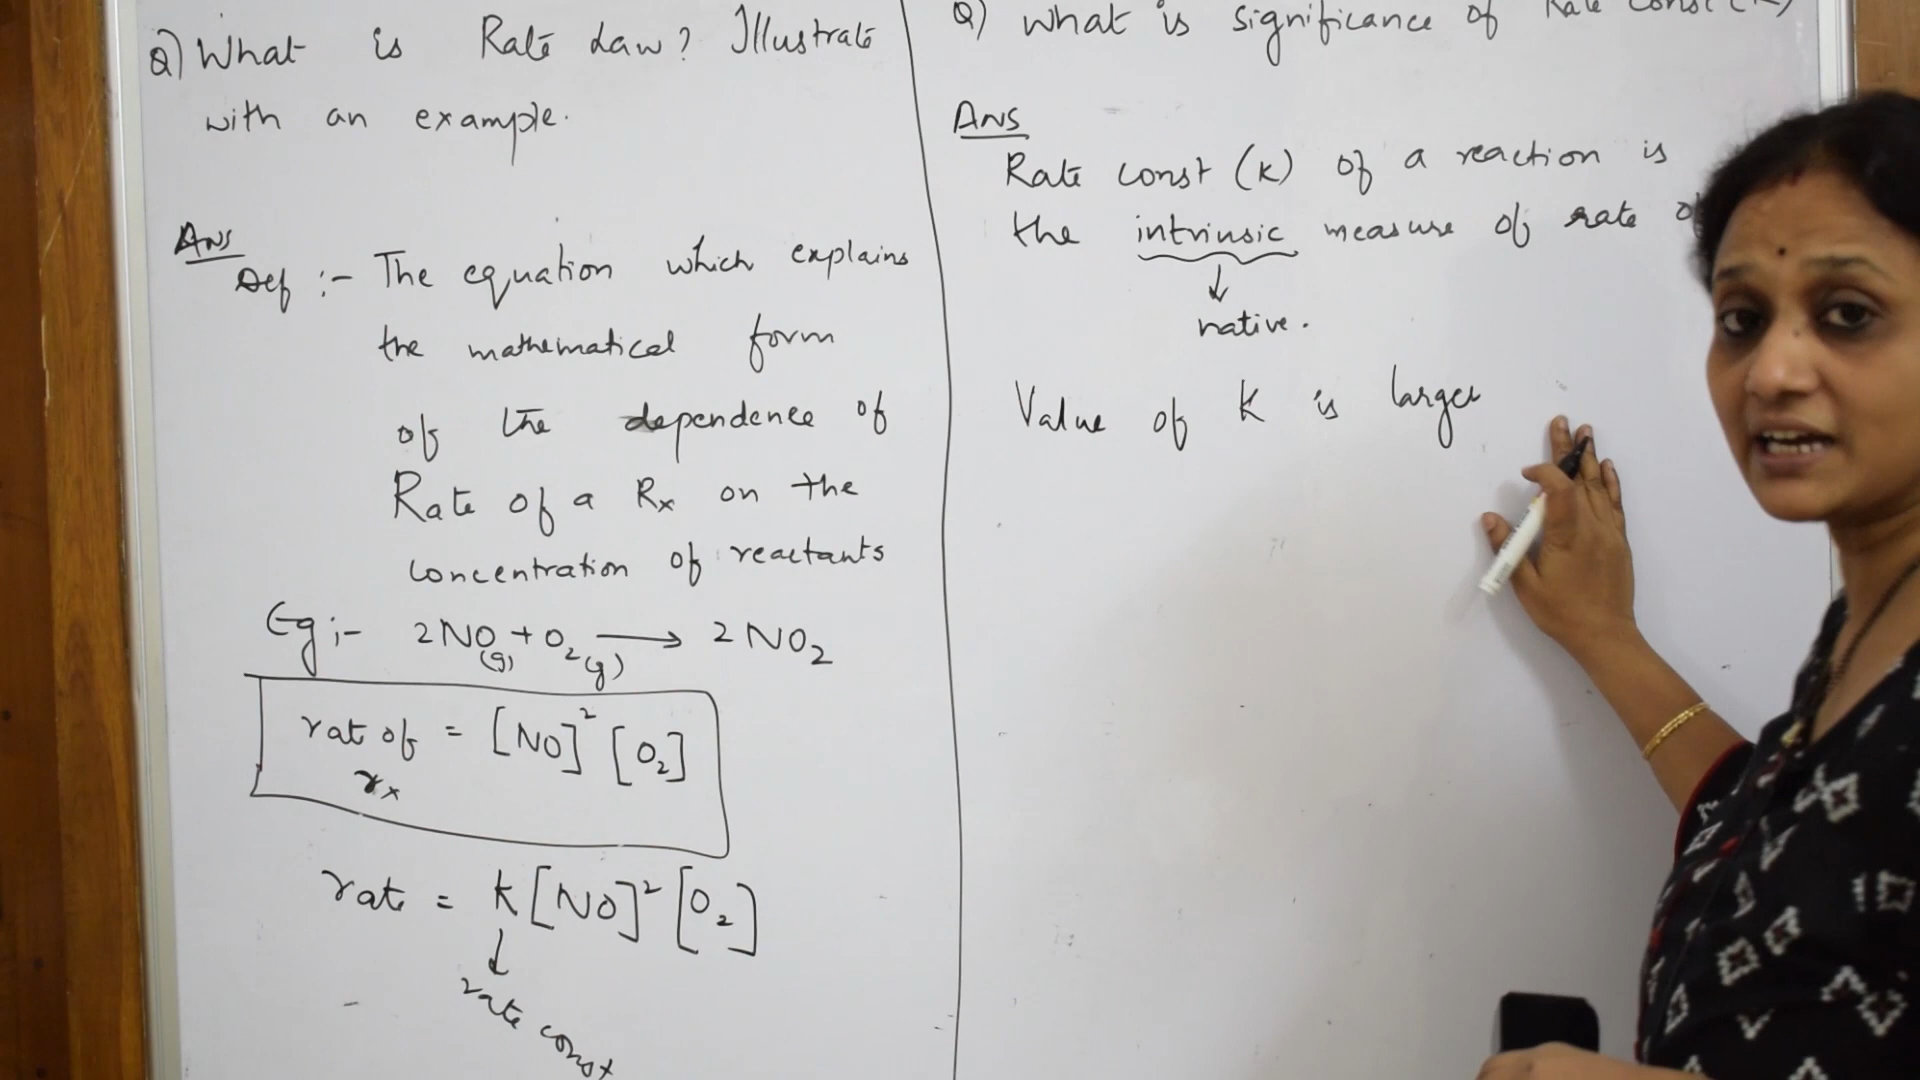 Q) What is Rate Law? Illustrate
with an example.
Ans
Def :- The equation which explains
the mathematical form
of the dependence of
Rate of a Rx on the
concentration of reactants
Eg :- 2NO(g) + O₂(g) ⟶ 2NO₂
rat of = [NO]² [O₂]
rx
rate = K[NO]² [O₂]
↓
rate const
Q) What is significance of Rate Const (K)
Ans
Rate const (K) of a reaction is
the intrinsic measure of rate
↓
native.
Value of K is larger